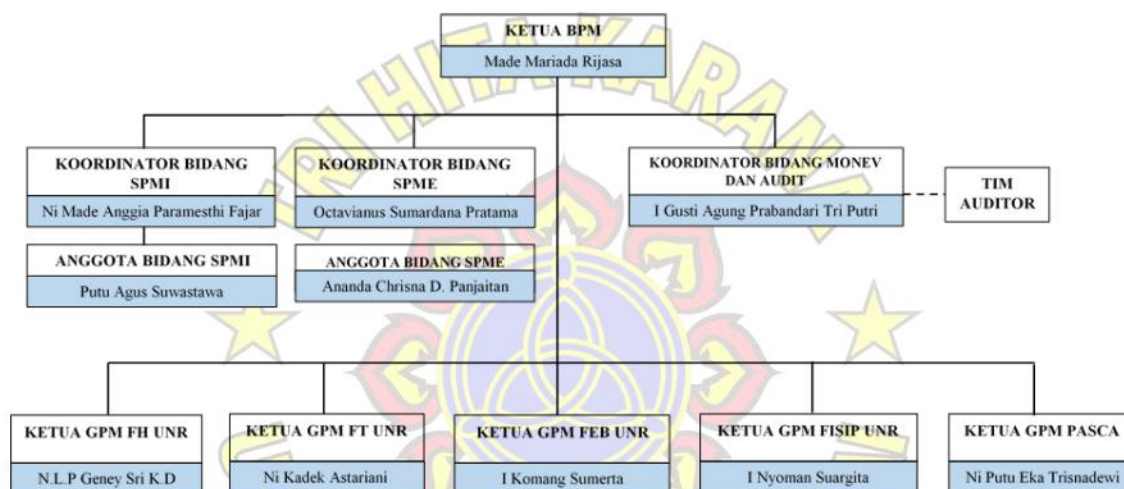 KETUA BPM
Made Mariada Rijasa
TRI HITA KARANA
KOORDINATOR BIDANG
SPMI
Ni Made Anggia Paramesthi Fajar
KOORDINATOR BIDANG
SPME
Octavianus Sumardana Pratama
KOORDINATOR BIDANG MONEV
DAN AUDIT
I Gusti Agung Prabandari Tri Putri
TIM
AUDITOR
ANGGOTA BIDANG SPMI
Putu Agus Suwastawa
ANGGOTA BIDANG SPME
Ananda Chrisna D. Panjaitan
KETUA GPM FH UNR
N.L.P Geney Sri K.D
KETUA GPM FT UNR
Ni Kadek Astariani
KETUA GPM FEB UNR
I Komang Sumerta
KETUA GPM FISIP UNR
I Nyoman Suargita
KETUA GPM PASCA
Ni Putu Eka Trisnadewi